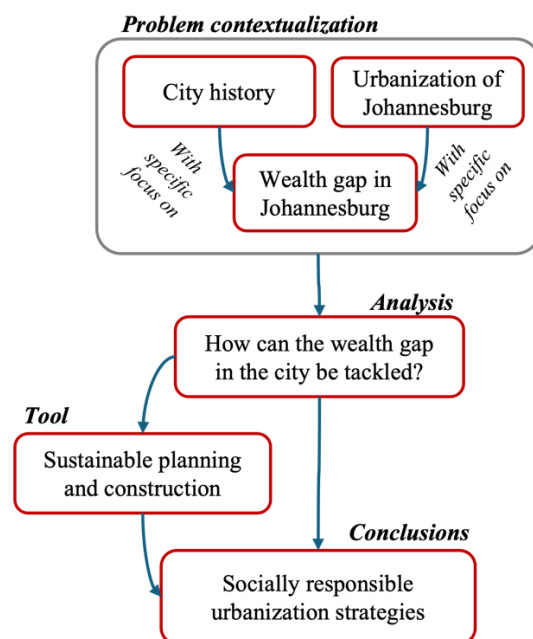 Problem contextualization
City history
Urbanization of
Johannesburg
With
specific
focus on
With
specific
focus on
Wealth gap in
Johannesburg
Analysis
How can the wealth gap
in the city be tackled?
Tool
Sustainable planning
and construction
Conclusions
Socially responsible
urbanization strategies